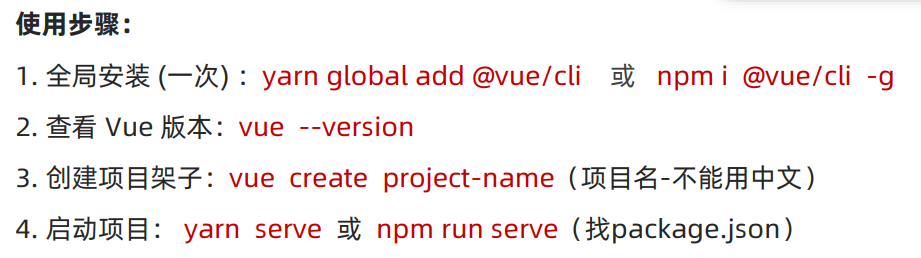 使用步骤：
1. 全局安装 (一次) ：yarn global add @vue/cli 或 npm i @vue/cli -g
2. 查看 Vue 版本：vue --version
3. 创建项目架子：vue create project-name（项目名-不能用中文）
4. 启动项目： yarn serve 或 npm run serve（找package.json）